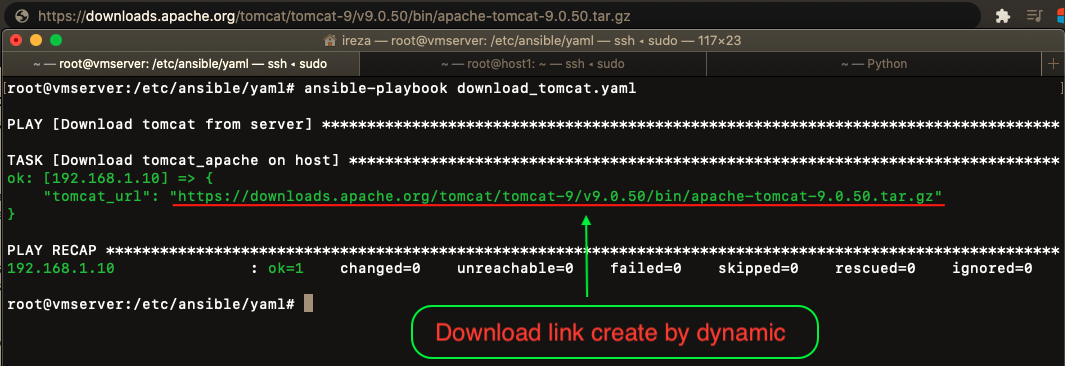 https://downloads.apache.org/tomcat/tomcat-9/v9.0.50/bin/apache-tomcat-9.0.50.tar.gz
ireza — root@vmserver: /etc/ansible/yaml — ssh ◂ sudo — 117×23
~ — root@vmserver: /etc/ansible/yaml — ssh ◂ sudo ~ — root@host1: ~ — ssh ◂ sudo ~ — Python +
[root@vmserver:/etc/ansible/yaml# ansible-playbook download_tomcat.yaml ]
PLAY [Download tomcat from server] **********************************************************************************
TASK [Download tomcat_apache on host] *******************************************************************************
ok: [192.168.1.10] => {
"tomcat_url": "https://downloads.apache.org/tomcat/tomcat-9/v9.0.50/bin/apache-tomcat-9.0.50.tar.gz"
}
PLAY RECAP **********************************************************************************************************
192.168.1.10 : ok=1 changed=0 unreachable=0 failed=0 skipped=0 rescued=0 ignored=0
root@vmserver:/etc/ansible/yaml#
Download link create by dynamic